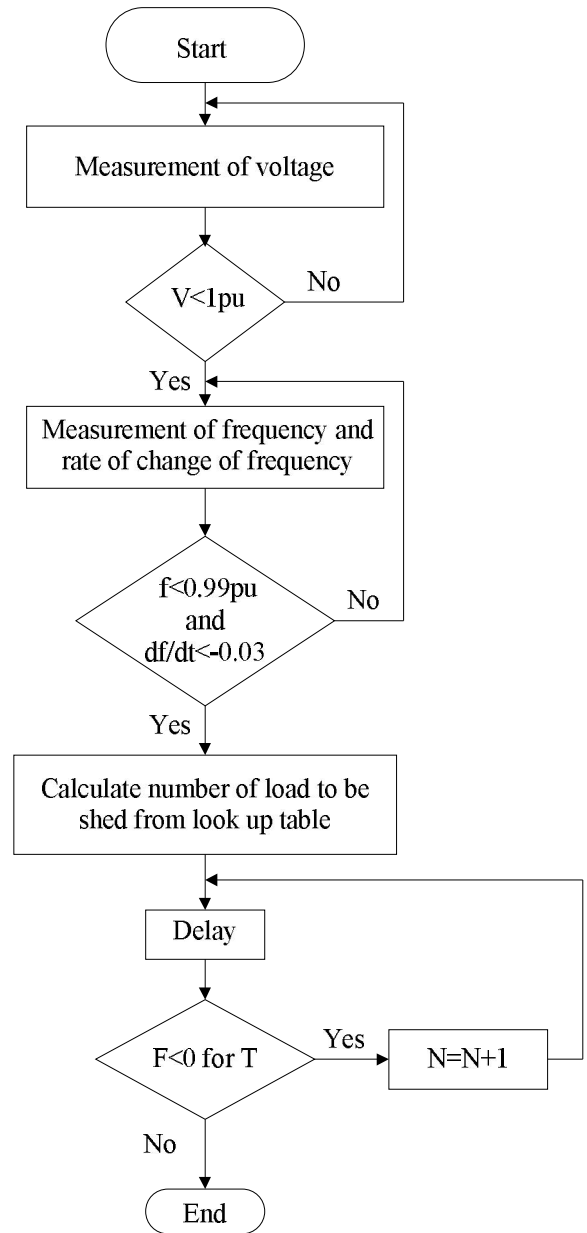 Start
Measurement of voltage
V<1pu
No
Yes
Measurement of frequency and
rate of change of frequency
f<0.99pu
and
df/dt<-0.03
No
Yes
Calculate number of load to be
shed from look up table
Delay
F<0 for T
Yes
N=N+1
No
End